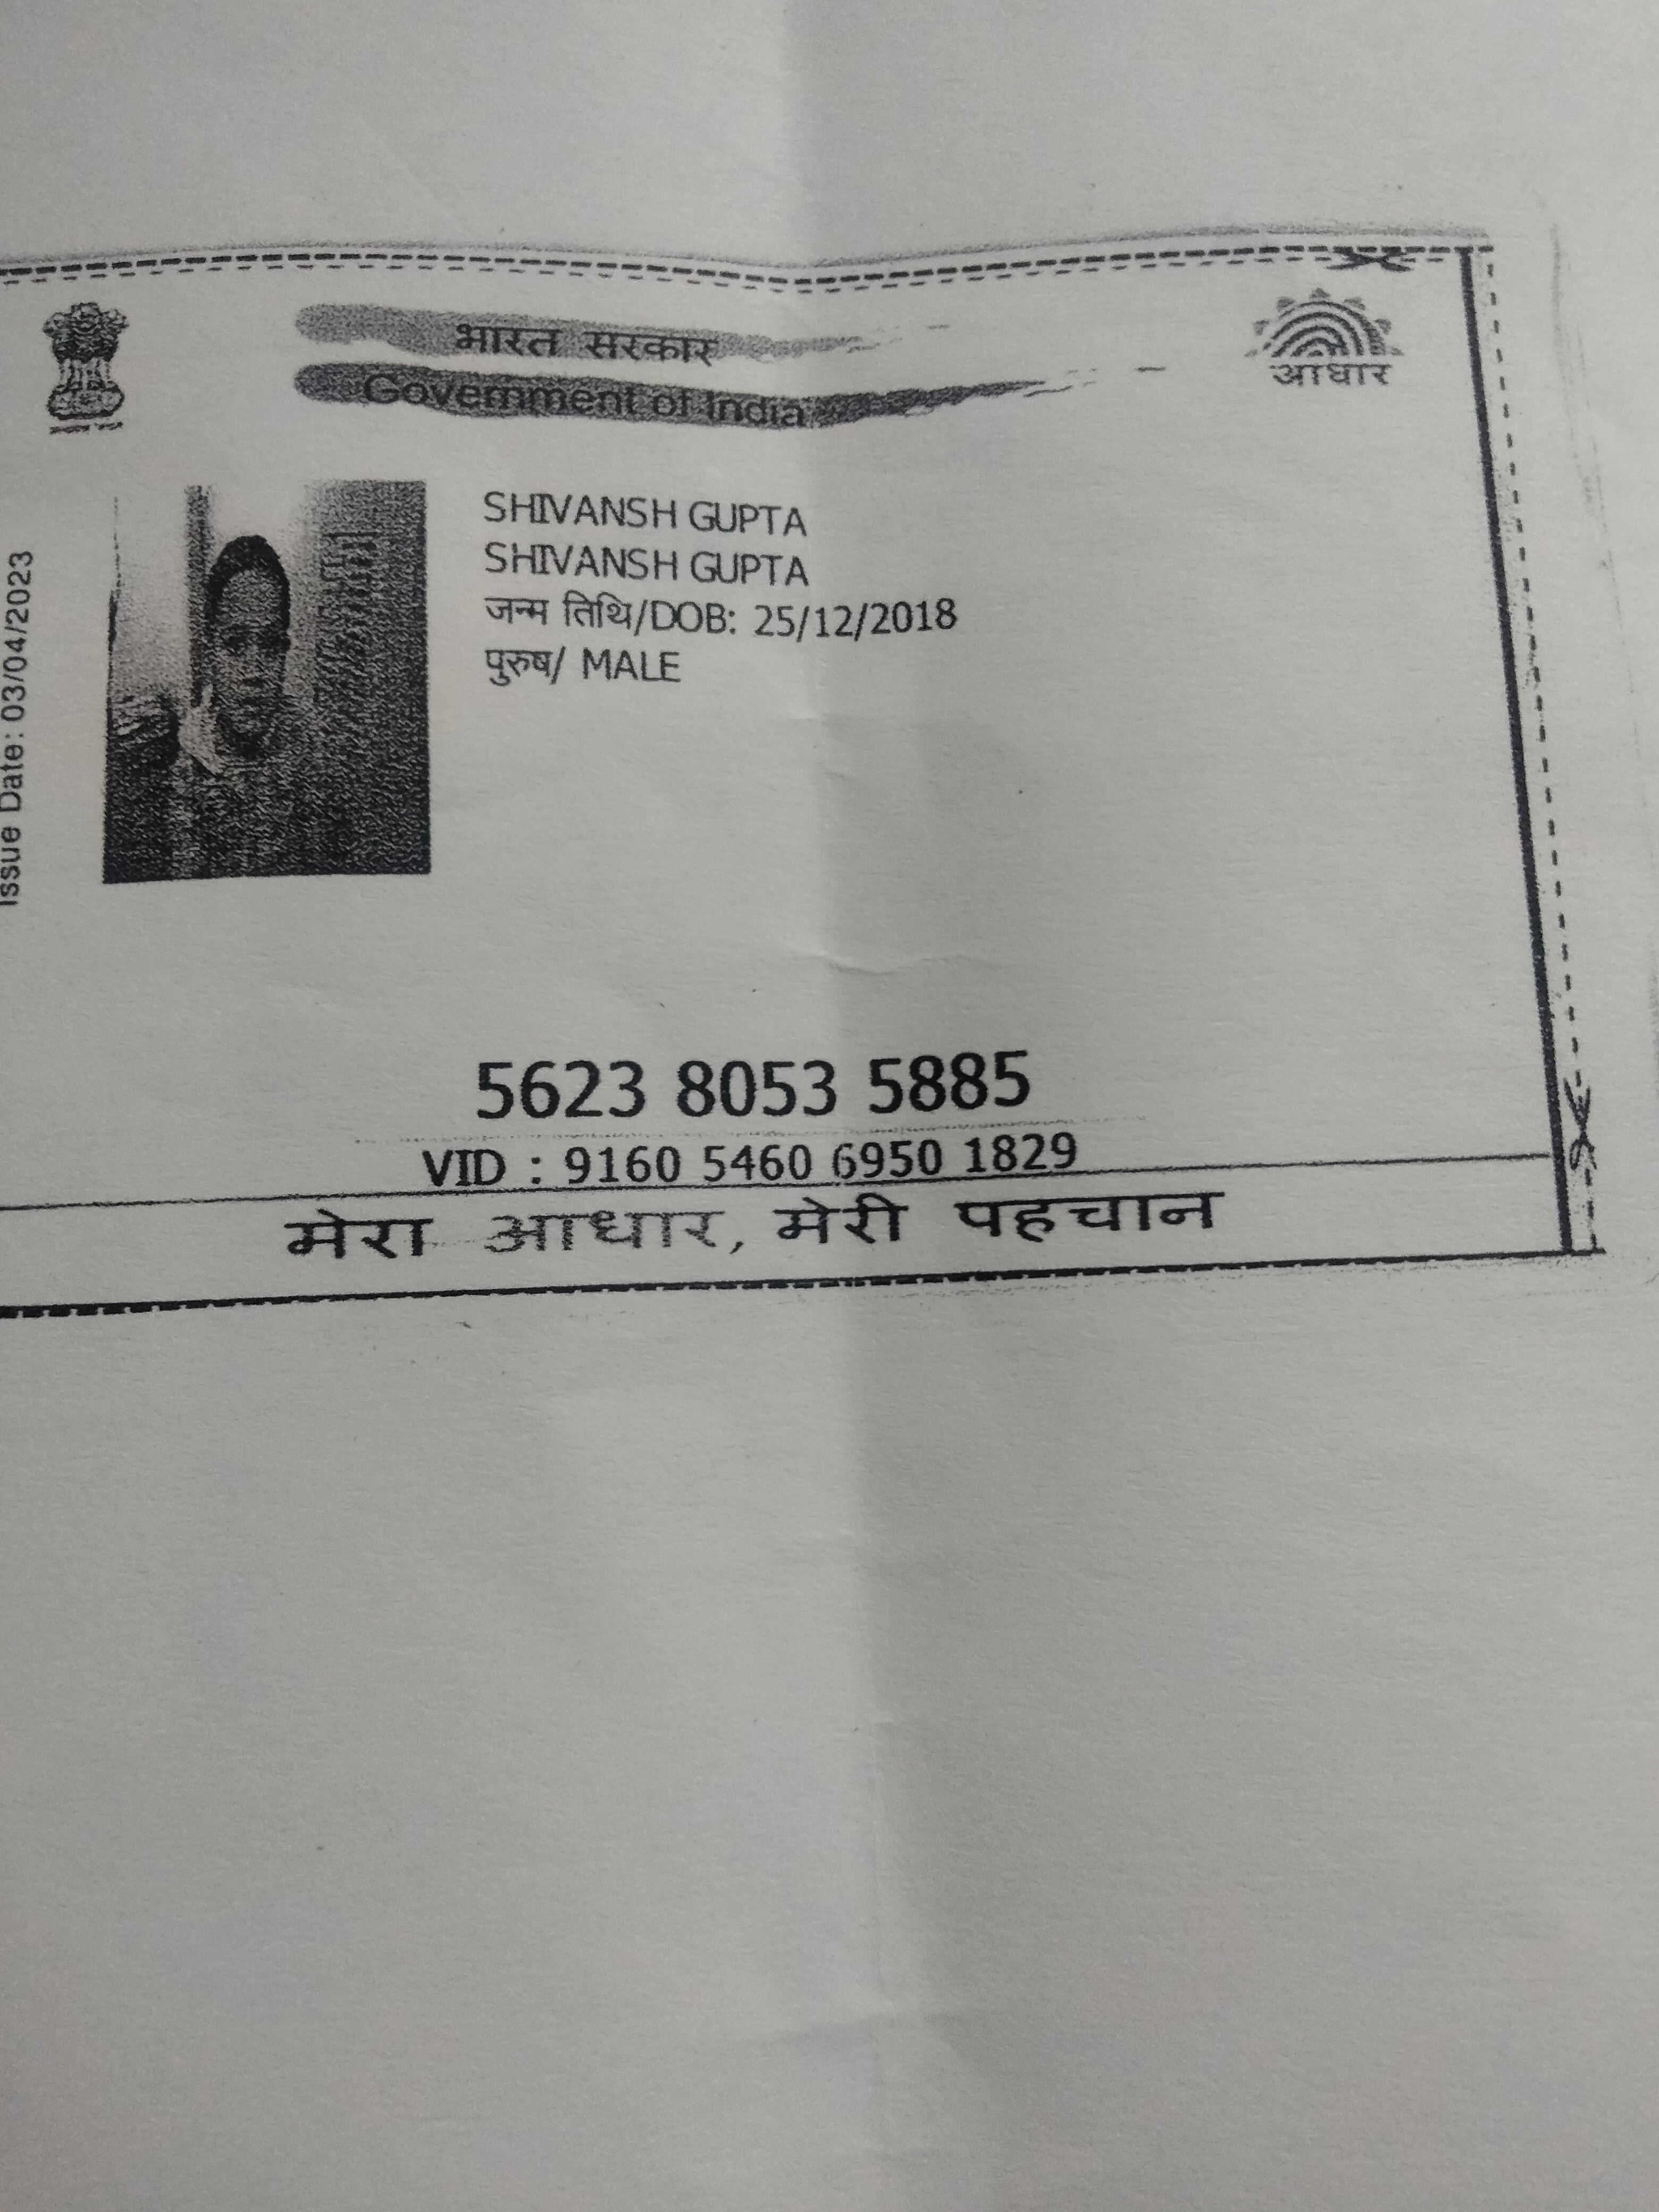 भारत सरकार
Government of India
आधार
Issue Date: 03/04/2023
SHIVANSH GUPTA
SHIVANSH GUPTA
जन्म तिथि/DOB: 25/12/2018
पुरुष/ MALE
5623 8053 5885
VID : 9160 5460 6950 1829
मेरा आधार, मेरी पहचान